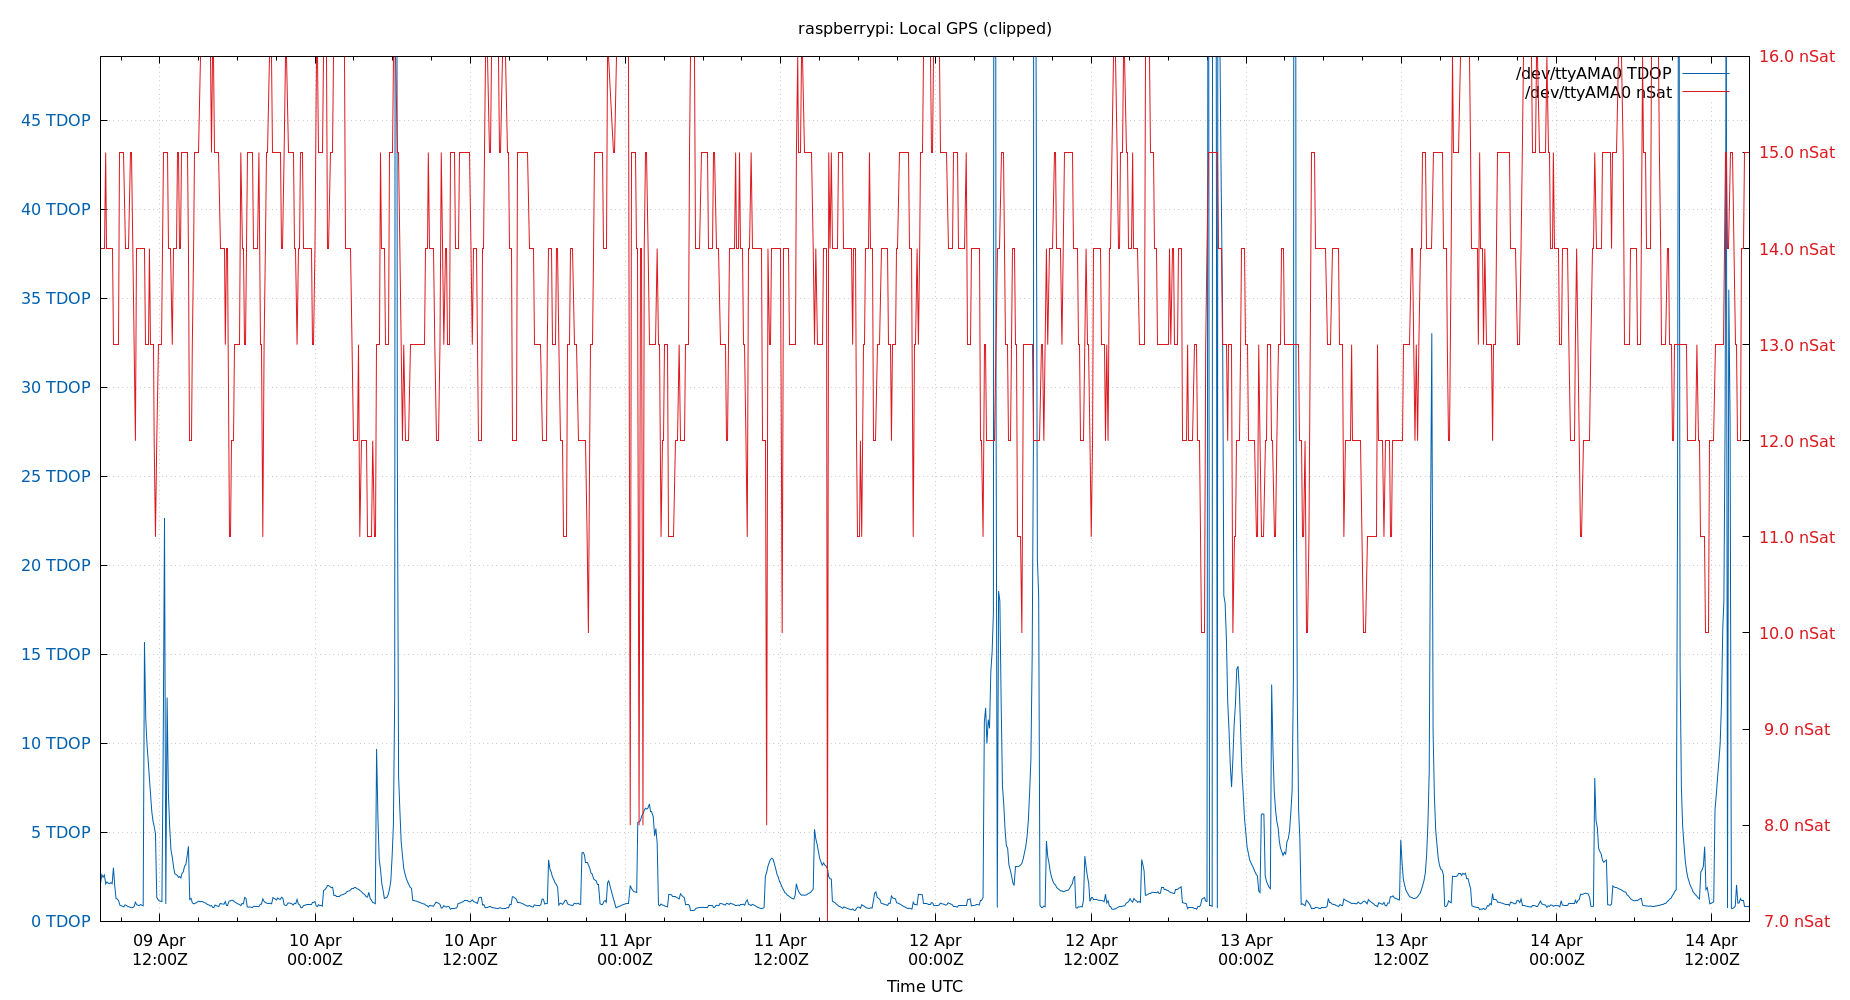 raspberrypi: Local GPS (clipped)
/dev/ttyAMA0 TDOP
/dev/ttyAMA0 nSat
45 TDOP
40 TDOP
35 TDOP
30 TDOP
25 TDOP
20 TDOP
15 TDOP
10 TDOP
5 TDOP
0 TDOP
16.0 nSat
15.0 nSat
14.0 nSat
13.0 nSat
12.0 nSat
11.0 nSat
10.0 nSat
9.0 nSat
8.0 nSat
7.0 nSat
09 Apr
12:00Z
10 Apr
00:00Z
10 Apr
12:00Z
11 Apr
00:00Z
11 Apr
12:00Z
12 Apr
00:00Z
12 Apr
12:00Z
13 Apr
00:00Z
13 Apr
12:00Z
14 Apr
00:00Z
14 Apr
12:00Z
Time UTC